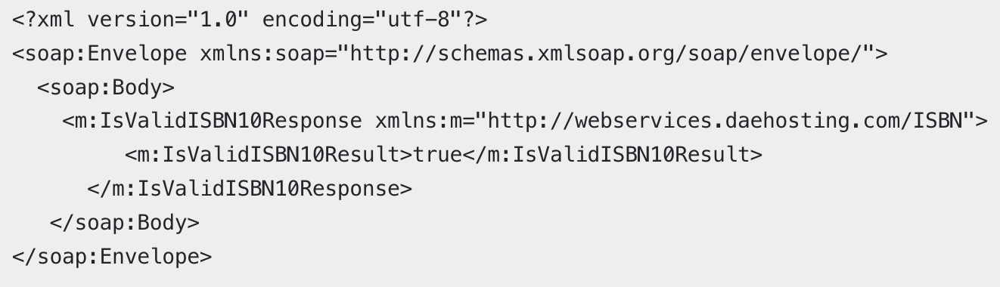 <?xml version="1.0" encoding="utf-8"?>
<soap:Envelope xmlns:soap="http://schemas.xmlsoap.org/soap/envelope/">
  <soap:Body>
    <m:IsValidISBN10Response xmlns:m="http://webservices.daehosting.com/ISBN">
         <m:IsValidISBN10Result>true</m:IsValidISBN10Result>
      </m:IsValidISBN10Response>
   </soap:Body>
</soap:Envelope>